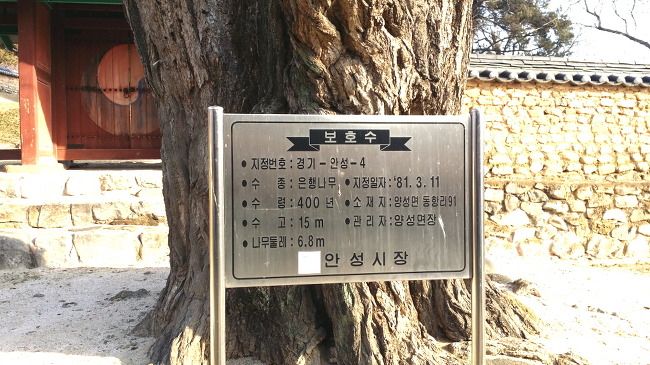 보호수
• 지정번호 : 경기 - 안성 - 4
• 수 종 : 은행나무 • 지정일자 : '81. 3. 11
• 수 령 : 400 년 • 소 재 지 : 양성면 동항리 91
• 수 고 : 15 m • 관 리 자 : 양성면장
• 나무둘레 : 6.8 m
안성시장